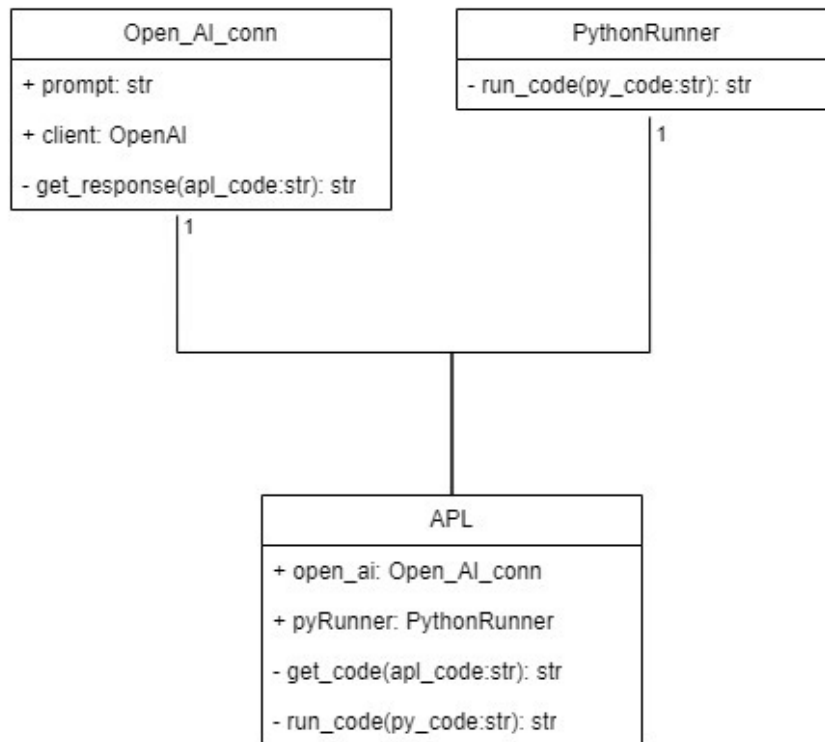 Open_AI_conn
+ prompt: str
+ client: OpenAI
- get_response(apl_code:str): str
1
PythonRunner
- run_code(py_code:str): str
1
APL
+ open_ai: Open_AI_conn
+ pyRunner: PythonRunner
- get_code(apl_code:str): str
- run_code(py_code:str): str